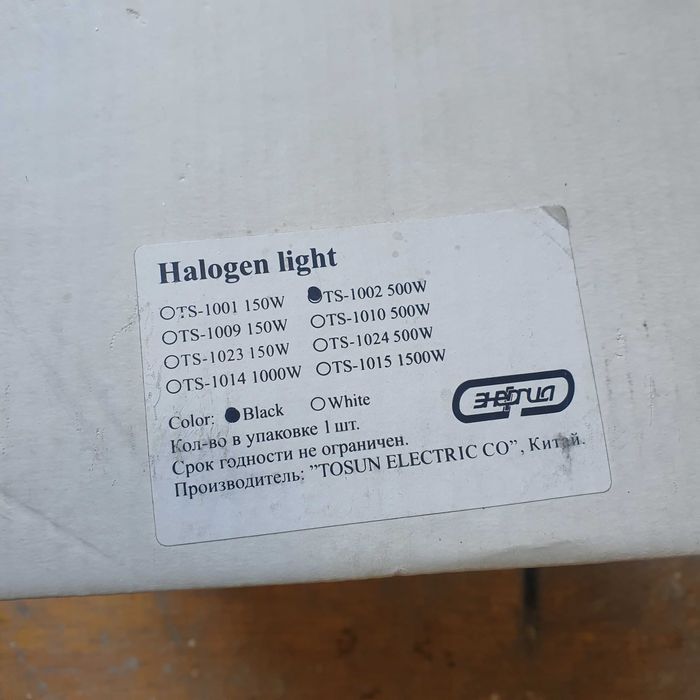 Halogen light
TS-1001 150W TS-1002 500W
TS-1009 150W TS-1010 500W
TS-1023 150W TS-1024 500W
TS-1014 1000W TS-1015 1500W
Color: Black White
Кол-во в упаковке 1 шт.
Срок годности не ограничен.
Производитель: "TOSUN ELECTRIC CO", Китай.
энергия